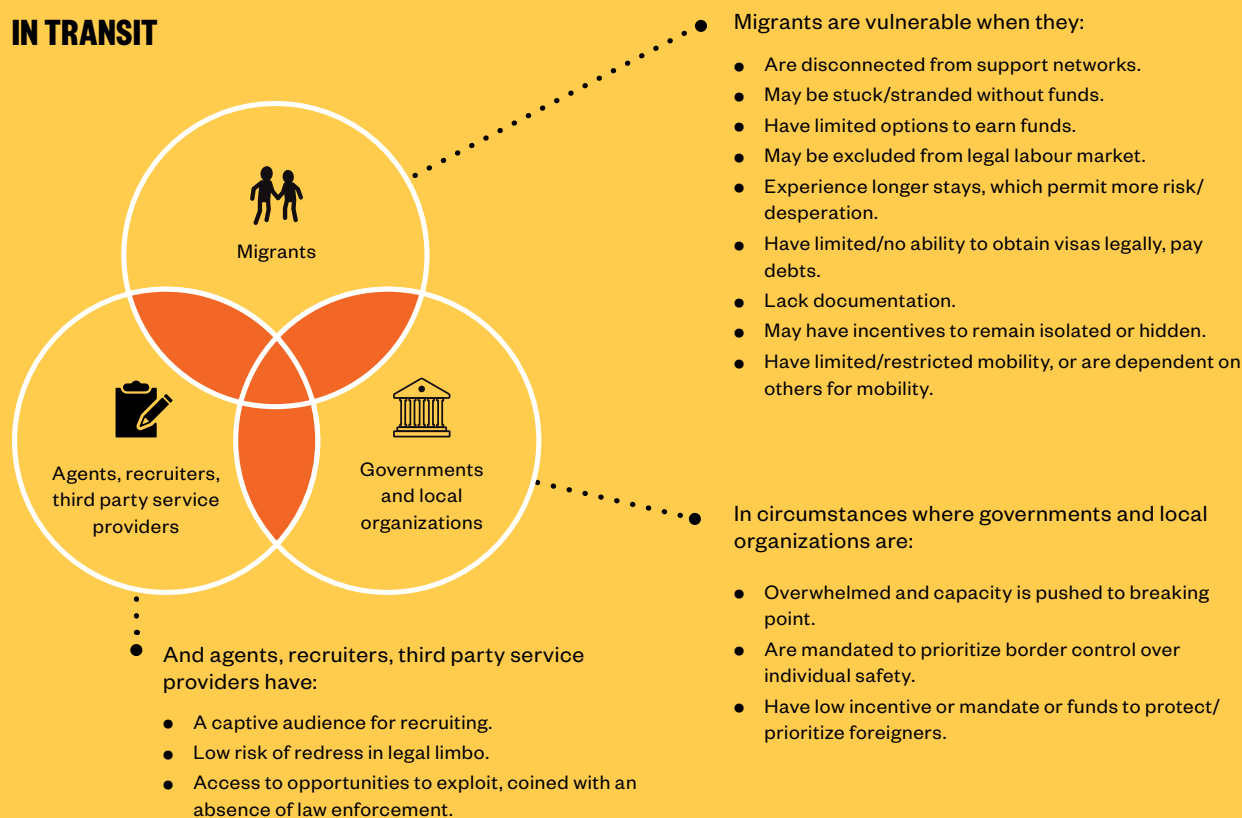 IN TRANSIT
Migrants
Agents, recruiters,
third party service
providers
Governments
and local
organizations
Migrants are vulnerable when they:
● Are disconnected from support networks.
● May be stuck/stranded without funds.
● Have limited options to earn funds.
● May be excluded from legal labour market.
● Experience longer stays, which permit more risk/
desperation.
● Have limited/no ability to obtain visas legally, pay
debts.
● Lack documentation.
● May have incentives to remain isolated or hidden.
● Have limited/restricted mobility, or are dependent on
others for mobility.
In circumstances where governments and local
organizations are:
● Overwhelmed and capacity is pushed to breaking
point.
● Are mandated to prioritize border control over
individual safety.
● Have low incentive or mandate or funds to protect/
prioritize foreigners.
And agents, recruiters, third party service
providers have:
● A captive audience for recruiting.
● Low risk of redress in legal limbo.
● Access to opportunities to exploit, coined with an
absence of law enforcement.